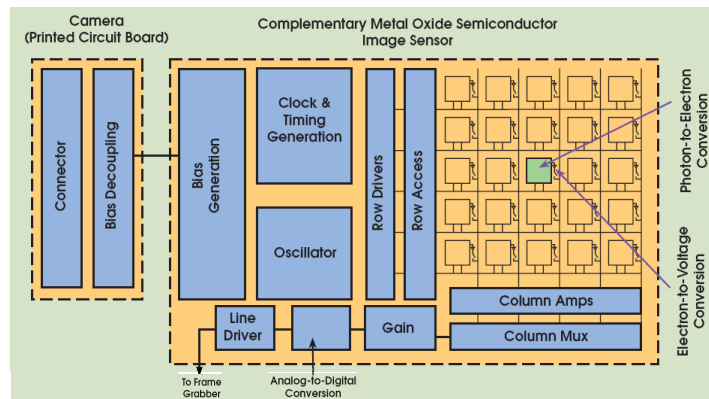 Camera
(Printed Circuit Board)
Complementary Metal Oxide Semiconductor
Image Sensor
Connector
Bias Decoupling
Bias
Generation
Clock &
Timing
Generation
Oscillator
Row Drivers
Row Access
Photon-to-Electron
Conversion
Electron-to-Voltage
Conversion
Column Amps
Column Mux
Gain
Line
Driver
To Frame
Grabber
Analog-to-Digital
Conversion